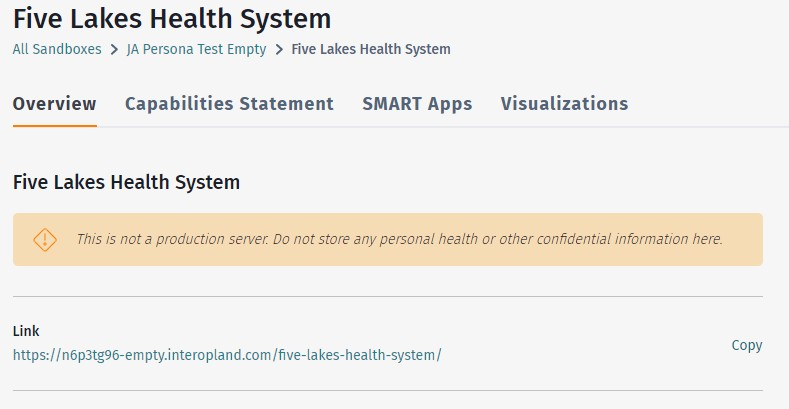 Five Lakes Health System
All Sandboxes > JA Persona Test Empty > Five Lakes Health System
Overview Capabilities Statement SMART Apps Visualizations
Five Lakes Health System
This is not a production server. Do not store any personal health or other confidential information here.
Link
https://n6p3tg96-empty.interopland.com/five-lakes-health-system/
Copy